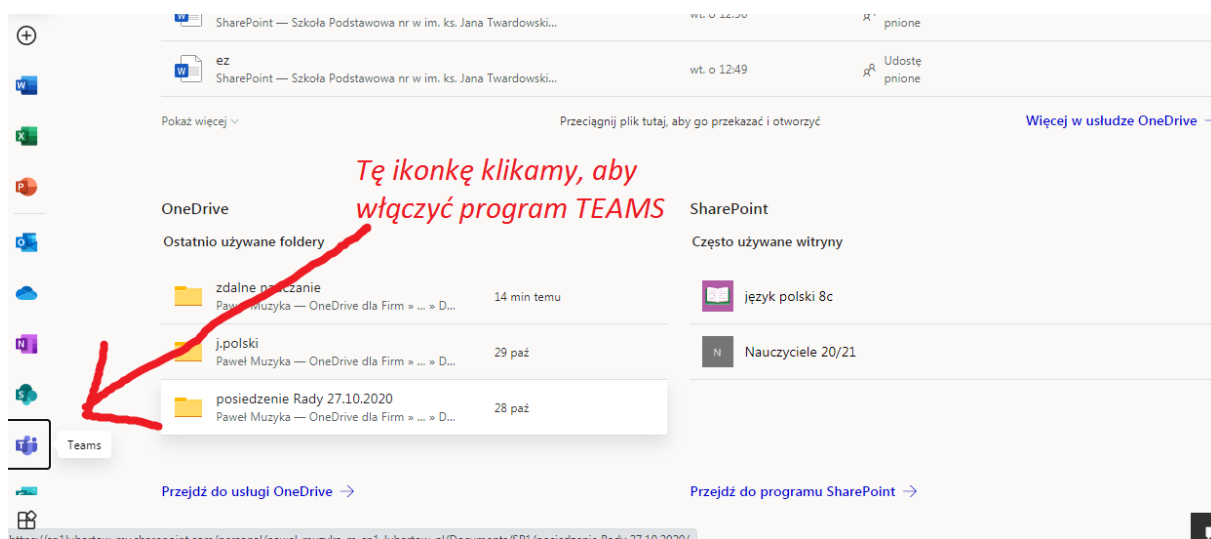 SharePoint — Szkoła Podstawowa nr w im. ks. Jana Twardowski...
wt. o 12:50
pnione
ez
SharePoint — Szkoła Podstawowa nr w im. ks. Jana Twardowski...
wt. o 12:49
Udostę
pnione
Pokaż więcej
Przeciągnij plik tutaj, aby go przekazać i otworzyć
Więcej w usłudze OneDrive
Tę ikonkę klikamy, aby
włączyć program TEAMS
OneDrive
Ostatnio używane foldery
zdalne nauczanie
Paweł Muzyka — OneDrive dla Firm » ... » D...
14 min temu
j.polski
Paweł Muzyka — OneDrive dla Firm » ... » D...
29 paź
posiedzenie Rady 27.10.2020
Paweł Muzyka — OneDrive dla Firm » ... » D...
28 paź
SharePoint
Często używane witryny
język polski 8c
N
Nauczyciele 20/21
Teams
Przejdź do usługi OneDrive →
Przejdź do programu SharePoint →